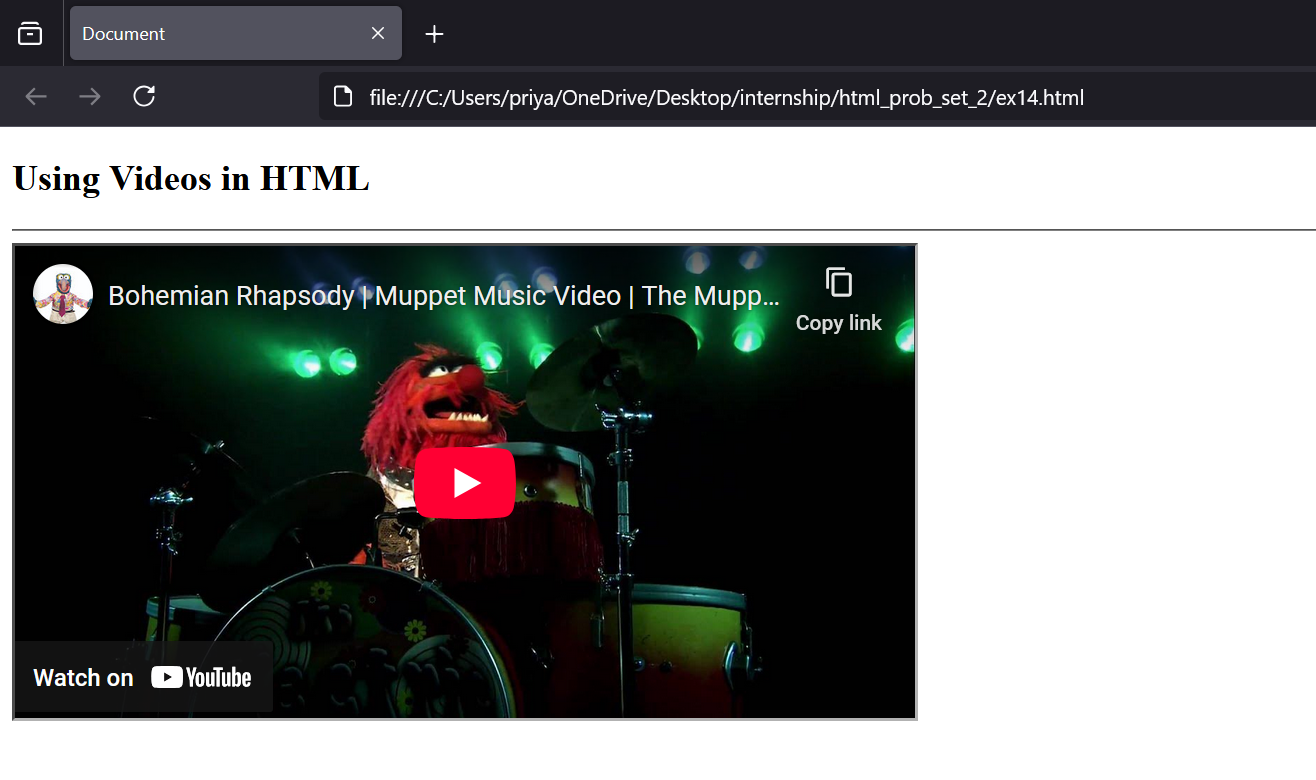 Document
file:///C:/Users/priya/OneDrive/Desktop/internship/html_prob_set_2/ex14.html
Using Videos in HTML
Bohemian Rhapsody | Muppet Music Video | The Mupp...
Copy link
Watch on YouTube